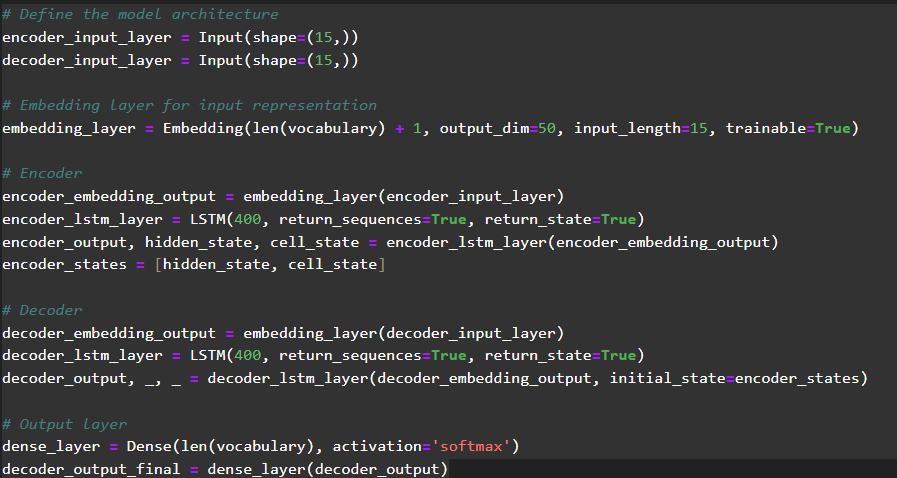 # Define the model architecture
encoder_input_layer = Input(shape=(15,))
decoder_input_layer = Input(shape=(15,))
# Embedding layer for input representation
embedding_layer = Embedding(len(vocabulary) + 1, output_dim=50, input_length=15, trainable=True)
# Encoder
encoder_embedding_output = embedding_layer(encoder_input_layer)
encoder_lstm_layer = LSTM(400, return_sequences=True, return_state=True)
encoder_output, hidden_state, cell_state = encoder_lstm_layer(encoder_embedding_output)
encoder_states = [hidden_state, cell_state]
# Decoder
decoder_embedding_output = embedding_layer(decoder_input_layer)
decoder_lstm_layer = LSTM(400, return_sequences=True, return_state=True)
decoder_output, _, _ = decoder_lstm_layer(decoder_embedding_output, initial_state=encoder_states)
# Output layer
dense_layer = Dense(len(vocabulary), activation='softmax')
decoder_output_final = dense_layer(decoder_output)